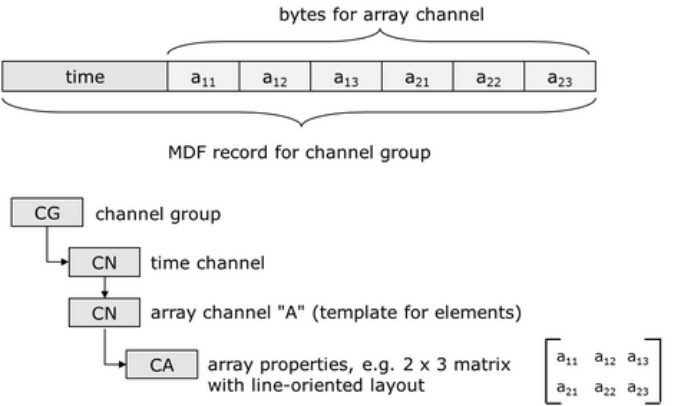 bytes for array channel
time a₁₁ a₁₂ a₁₃ a₂₁ a₂₂ a₂₃
MDF record for channel group
CG channel group
CN time channel
CN array channel "A" (template for elements)
CA array properties, e.g. 2 x 3 matrix
with line-oriented layout
a₁₁ a₁₂ a₁₃
a₂₁ a₂₂ a₂₃